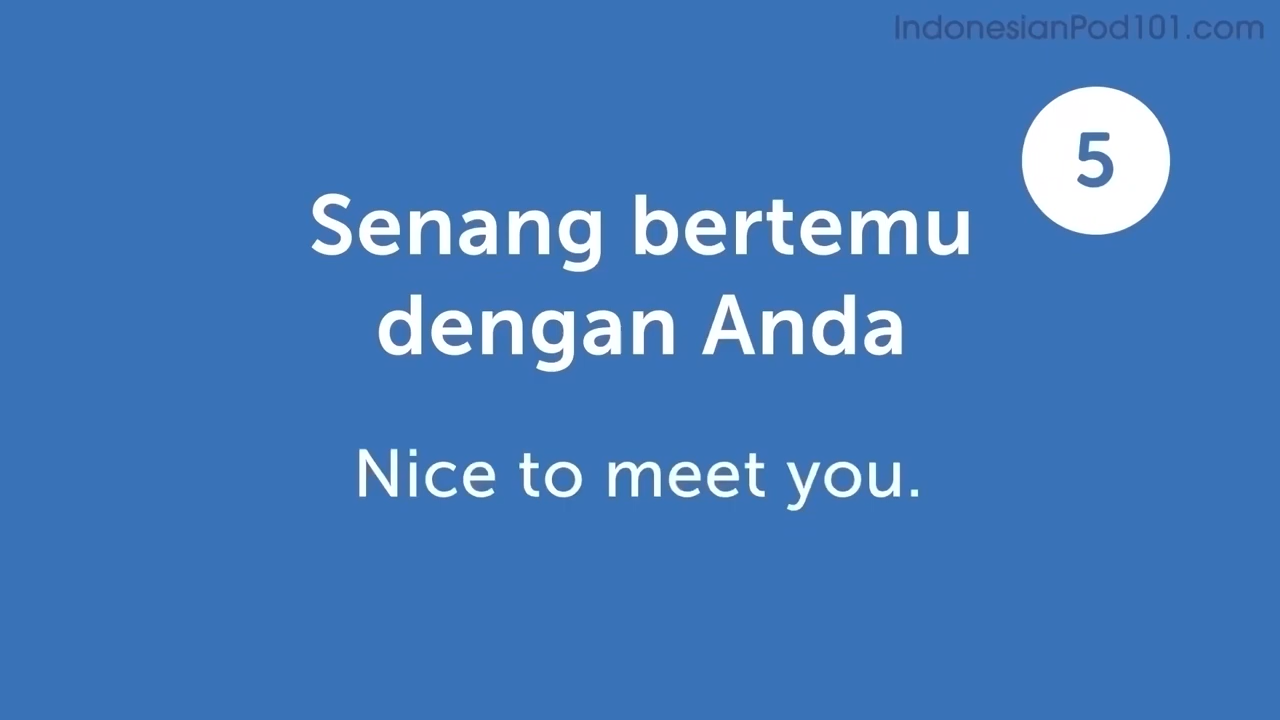 IndonesianPod101.com
5
Senang bertemu
dengan Anda
Nice to meet you.